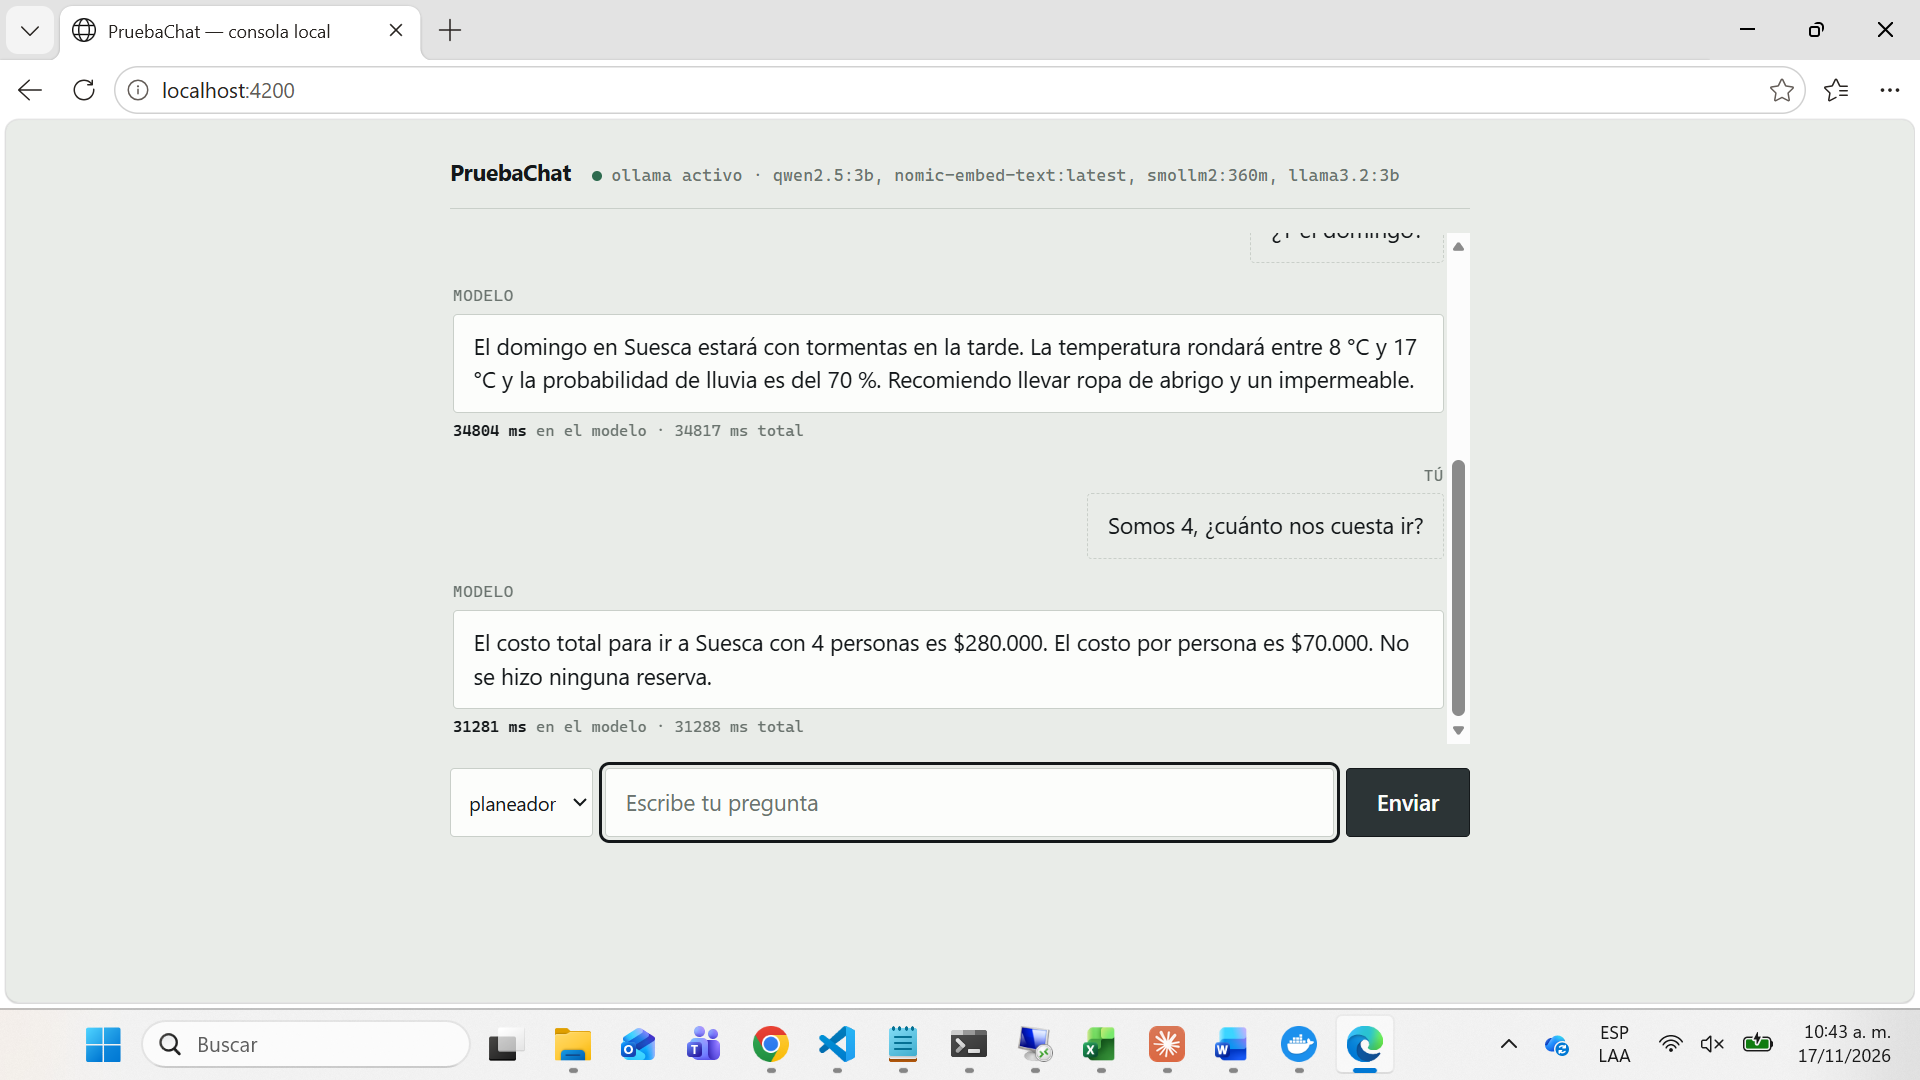 PruebaChat — consola local
localhost:4200
PruebaChat
ollama activo · qwen2.5:3b, nomic-embed-text:latest, smollm2:360m, llama3.2:3b
¿Y el domingo?
MODELO
El domingo en Suesca estará con tormentas en la tarde. La temperatura rondará entre 8 °C y 17
°C y la probabilidad de lluvia es del 70 %. Recomiendo llevar ropa de abrigo y un impermeable.
34804 ms en el modelo · 34817 ms total
TÚ
Somos 4, ¿cuánto nos cuesta ir?
MODELO
El costo total para ir a Suesca con 4 personas es $280.000. El costo por persona es $70.000. No
se hizo ninguna reserva.
31281 ms en el modelo · 31288 ms total
planeador
Escribe tu pregunta
Enviar
Buscar
ESP
LAA
10:43 a. m.
17/11/2026